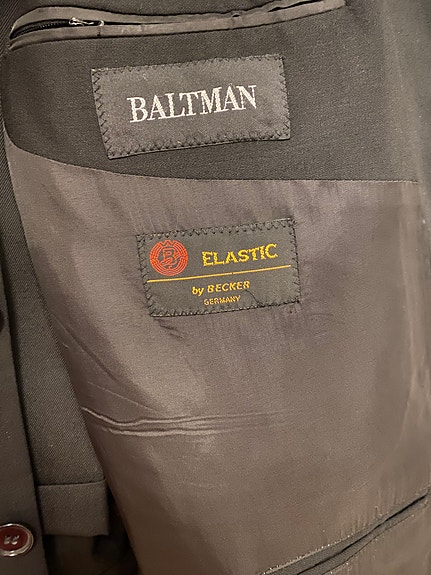 BALTMAN
ELASTIC
by BECKER
GERMANY